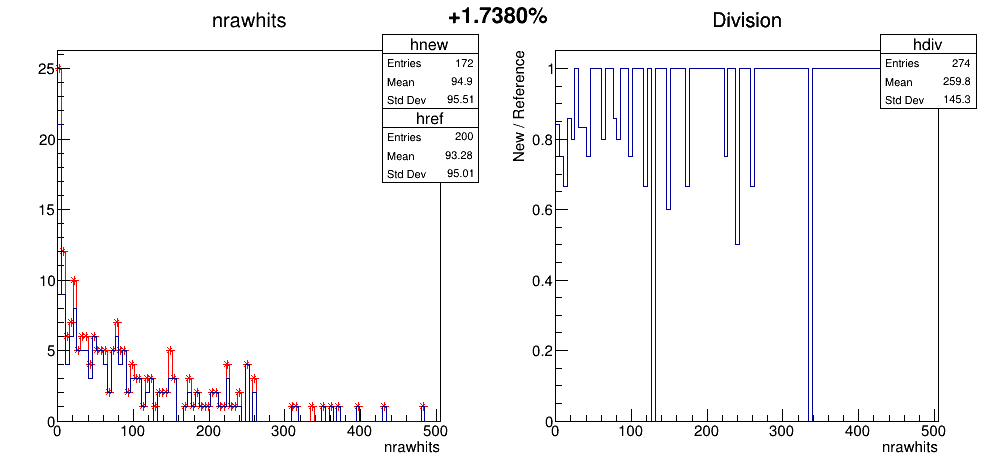 +1.7380%
nrawhits
hnew
Entries 172
Mean 94.9
Std Dev 95.51
href
Entries 200
Mean 93.28
Std Dev 95.01
25
20
15
10
5
0
0 100 200 300 400 500
nrawhits
Division
hdiv
Entries 274
Mean 259.8
Std Dev 145.3
New / Reference
1
0.8
0.6
0.4
0.2
0
0 100 200 300 400 500
nrawhits